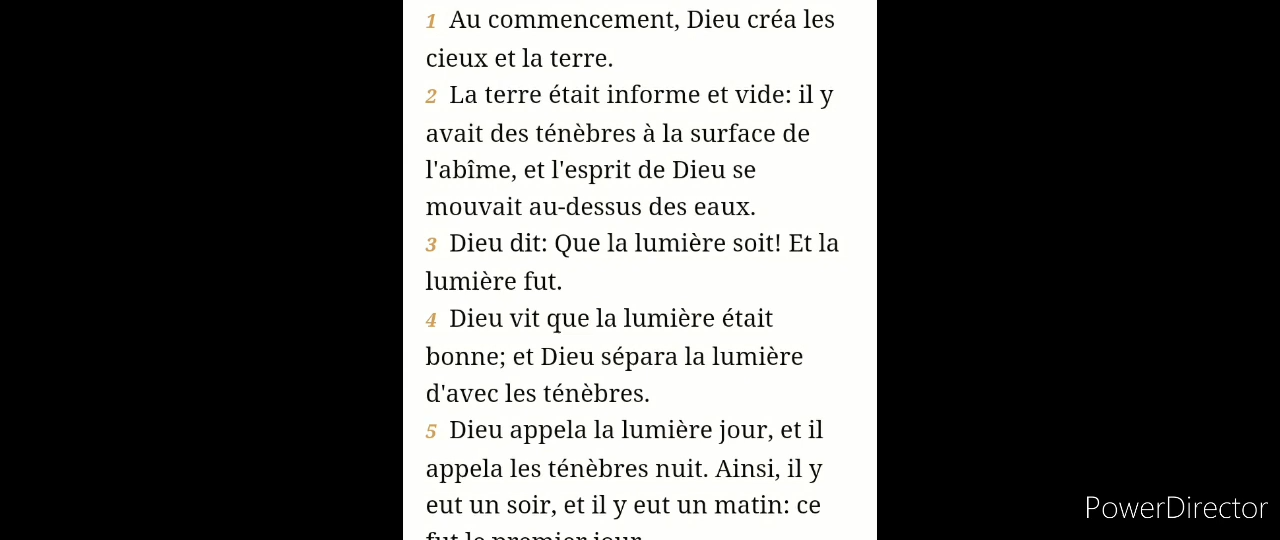 1 Au commencement, Dieu créa les
cieux et la terre.
2 La terre était informe et vide: il y
avait des ténèbres à la surface de
l'abîme, et l'esprit de Dieu se
mouvait au-dessus des eaux.
3 Dieu dit: Que la lumière soit! Et la
lumière fut.
4 Dieu vit que la lumière était
bonne; et Dieu sépara la lumière
d'avec les ténèbres.
5 Dieu appela la lumière jour, et il
appela les ténèbres nuit. Ainsi, il y
eut un soir, et il y eut un matin: ce
fut le premier jour.
PowerDirector